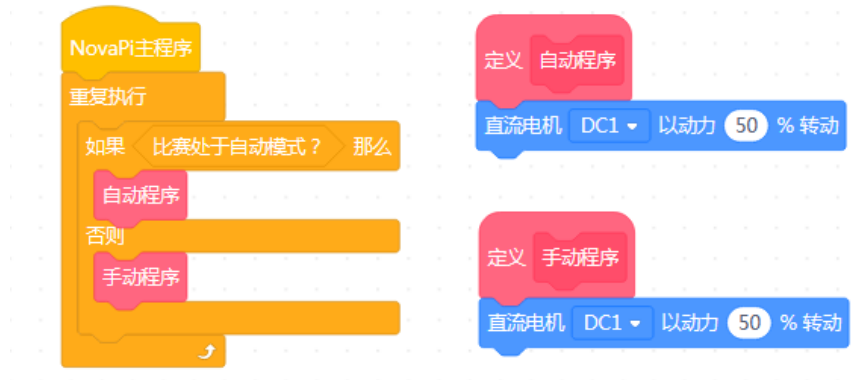 NovaPi主程序
重复执行
如果 比赛处于自动模式？ 那么
自动程序
否则
手动程序
定义 自动程序
直流电机 DC1 以动力 50 % 转动
定义 手动程序
直流电机 DC1 以动力 50 % 转动